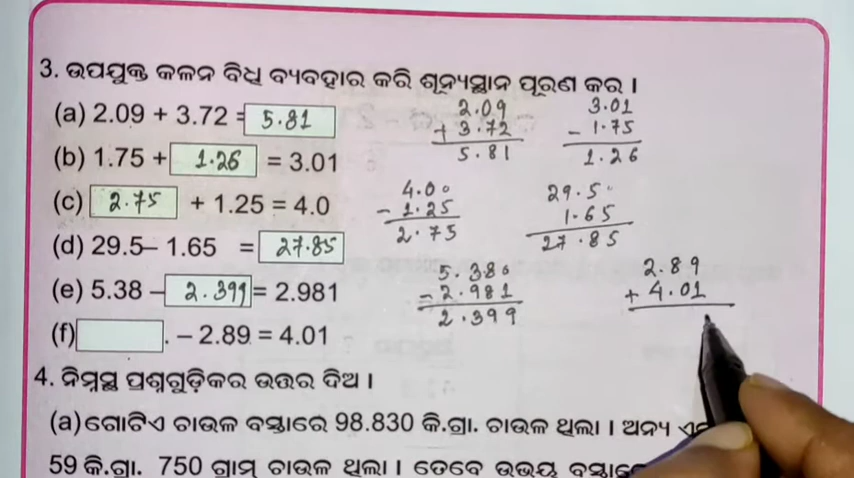 3. ଉପଯୁକ୍ତ କଳନ ବିଧି ବ୍ୟବହାର କରି ଶୂନ୍ୟସ୍ଥାନ ପୂରଣ କର ।
(a) 2.09 + 3.72 = 5.81
2.09
+ 3.72
5.81
3.01
- 1.75
1.26
(b) 1.75 + 1.26 = 3.01
(c) 2.75 + 1.25 = 4.0
4.00
- 1.25
2.75
29.50
1.65
27.85
(d) 29.5– 1.65 = 27.85
(e) 5.38 – 2.399 = 2.981
5.380
- 2.981
2.399
2.89
+ 4.01
(f) . – 2.89 = 4.01
4. ନିମ୍ନସ୍ଥ ପ୍ରଶ୍ନଗୁଡ଼ିକର ଉତ୍ତର ଦିଅ ।
(a) ଗୋଟିଏ ଚାଉଳ ବସ୍ତାରେ 98.830 କି.ଗ୍ରା. ଚାଉଳ ଥିଲା । ଅନ୍ୟ
59 କି.ଗ୍ରା. 750 ଗ୍ରାମ୍ ଚାଉଳ ଥିଲା । ତେବେ ଉଭୟ